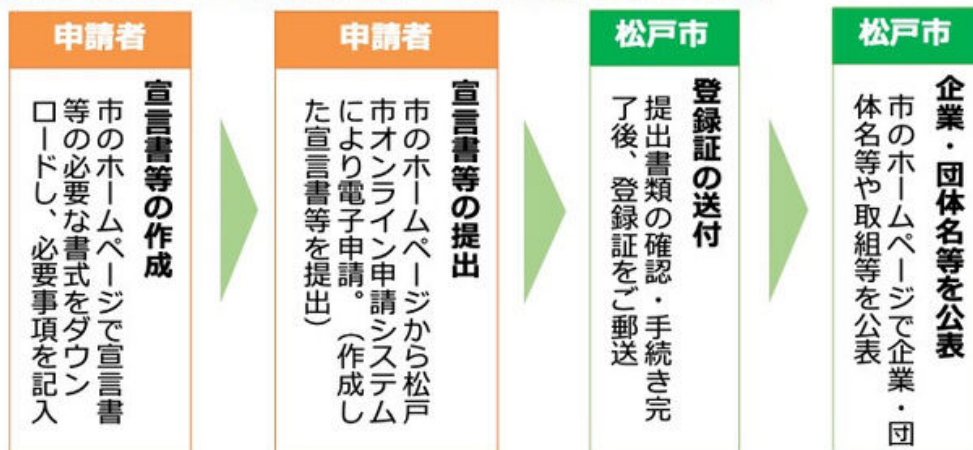 申請者
宣言書等の作成
市のホームページで宣言書
等の必要な書式をダウン
ロードし、必要事項を記入
申請者
宣言書等の提出
市のホームページから松戸
市オンライン申請システム
により電子申請。（作成し
た宣言書等を提出）
松戸市
登録証の送付
提出書類の確認・手続き完
了後、登録証をご郵送
松戸市
企業・団体名等を公表
市のホームページで企業・団
体名等や取組等を公表